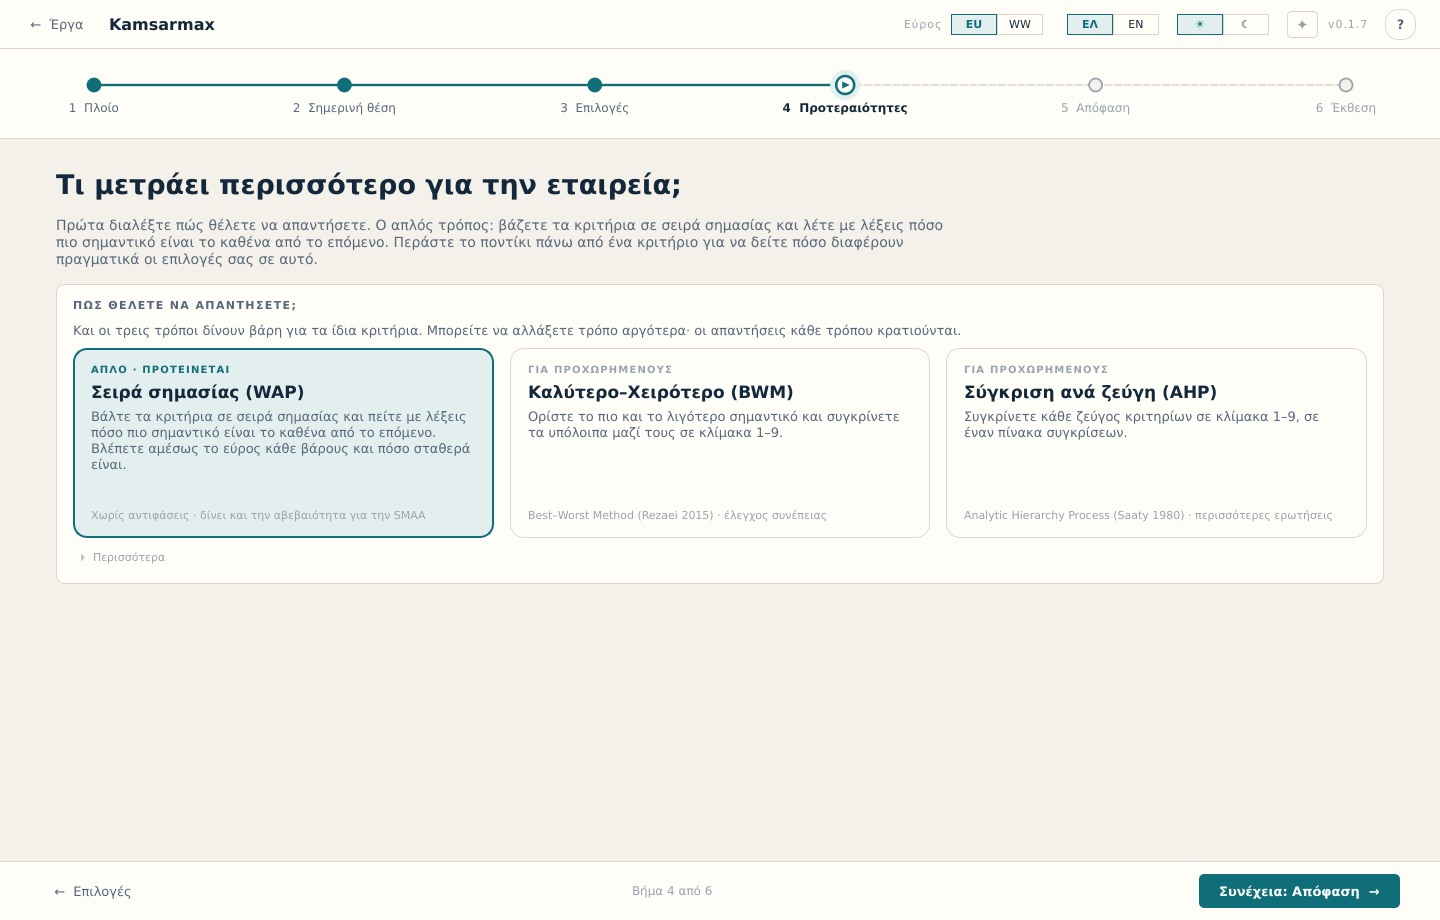 ← Έργα Kamsarmax Εύρος EU WW ΕΛ EN ☀ ☾ ✦ v0.1.7 ?
1 Πλοίο 2 Σημερινή θέση 3 Επιλογές 4 Προτεραιότητες 5 Απόφαση 6 Έκθεση
Τι μετράει περισσότερο για την εταιρεία;
Πρώτα διαλέξτε πώς θέλετε να απαντήσετε. Ο απλός τρόπος: βάζετε τα κριτήρια σε σειρά σημασίας και λέτε με λέξεις πόσο
πιο σημαντικό είναι το καθένα από το επόμενο. Περάστε το ποντίκι πάνω από ένα κριτήριο για να δείτε πόσο διαφέρουν
πραγματικά οι επιλογές σας σε αυτό.
ΠΩΣ ΘΕΛΕΤΕ ΝΑ ΑΠΑΝΤΗΣΕΤΕ;
Και οι τρεις τρόποι δίνουν βάρη για τα ίδια κριτήρια. Μπορείτε να αλλάξετε τρόπο αργότερα· οι απαντήσεις κάθε τρόπου κρατιούνται.
ΑΠΛΟ · ΠΡΟΤΕΙΝΕΤΑΙ
Σειρά σημασίας (WAP)
Βάλτε τα κριτήρια σε σειρά σημασίας και πείτε με λέξεις
πόσο πιο σημαντικό είναι το καθένα από το επόμενο.
Βλέπετε αμέσως το εύρος κάθε βάρους και πόσο σταθερά
είναι.
Χωρίς αντιφάσεις · δίνει και την αβεβαιότητα για την SMAA
ΓΙΑ ΠΡΟΧΩΡΗΜΕΝΟΥΣ
Καλύτερο–Χειρότερο (BWM)
Ορίστε το πιο και το λιγότερο σημαντικό και συγκρίνετε
τα υπόλοιπα μαζί τους σε κλίμακα 1–9.
Best–Worst Method (Rezaei 2015) · έλεγχος συνέπειας
ΓΙΑ ΠΡΟΧΩΡΗΜΕΝΟΥΣ
Σύγκριση ανά ζεύγη (AHP)
Συγκρίνετε κάθε ζεύγος κριτηρίων σε κλίμακα 1–9, σε
έναν πίνακα συγκρίσεων.
Analytic Hierarchy Process (Saaty 1980) · περισσότερες ερωτήσεις
Περισσότερα
← Επιλογές Βήμα 4 από 6 Συνέχεια: Απόφαση →